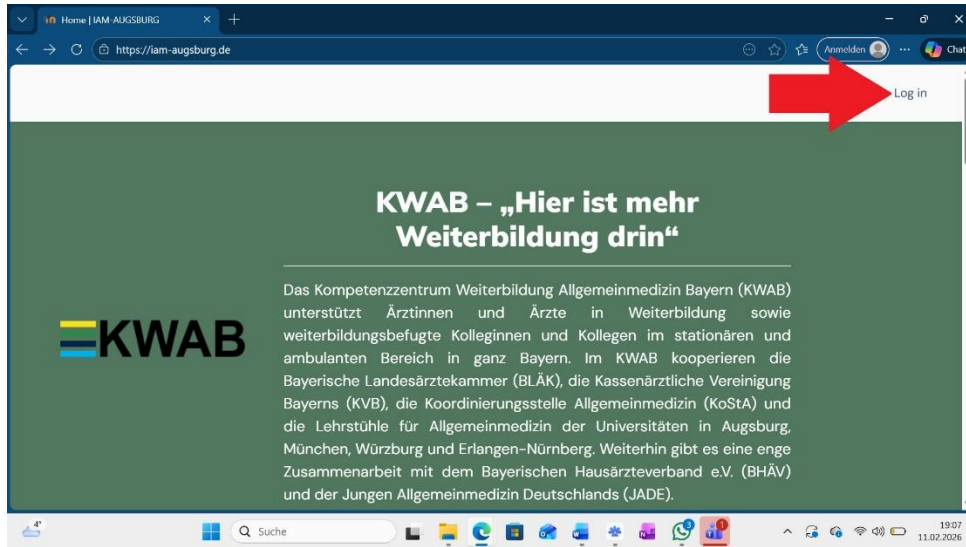 Home | IAM-AUGSBURG
https://iam-augsburg.de
Anmelden
Chat
Log in
KWAB – „Hier ist mehr
Weiterbildung drin“
Das Kompetenzzentrum Weiterbildung Allgemeinmedizin Bayern (KWAB)
unterstützt Ärztinnen und Ärzte in Weiterbildung sowie
weiterbildungsbefugte Kolleginnen und Kollegen im stationären und
ambulanten Bereich in ganz Bayern. Im KWAB kooperieren die
Bayerische Landesärztekammer (BLÄK), die Kassenärztliche Vereinigung
Bayerns (KVB), die Koordinierungsstelle Allgemeinmedizin (KoStA) und
die Lehrstühle für Allgemeinmedizin der Universitäten in Augsburg,
München, Würzburg und Erlangen-Nürnberg. Weiterhin gibt es eine enge
Zusammenarbeit mit dem Bayerischen Hausärzteverband e.V. (BHÄV)
und der Jungen Allgemeinmedizin Deutschlands (JADE).
KWAB
4°
Suche
3
1
19:07
11.02.2026